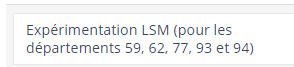 Expérimentation LSM (pour les
départements 59, 62, 77, 93 et 94)